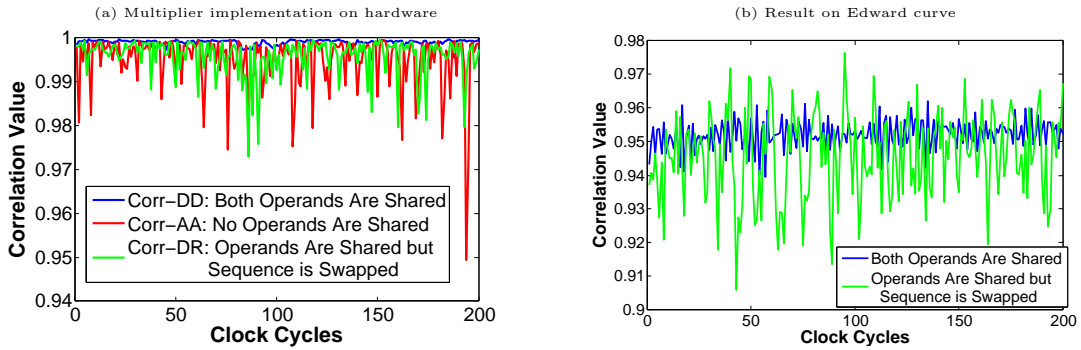 (a) Multiplier implementation on hardware
1
0.99
0.98
0.97
0.96
0.95
0.94
0
50
100
150
200
Correlation Value
Clock Cycles
Corr–DD: Both Operands Are Shared
Corr–AA: No Operands Are Shared
Corr–DR: Operands Are Shared but
Sequence is Swapped
(b) Result on Edward curve
0.98
0.97
0.96
0.95
0.94
0.93
0.92
0.91
0.9
0
50
100
150
200
Correlation Value
Clock Cycles
Both Operands Are Shared
Operands Are Shared but
Sequence is Swapped